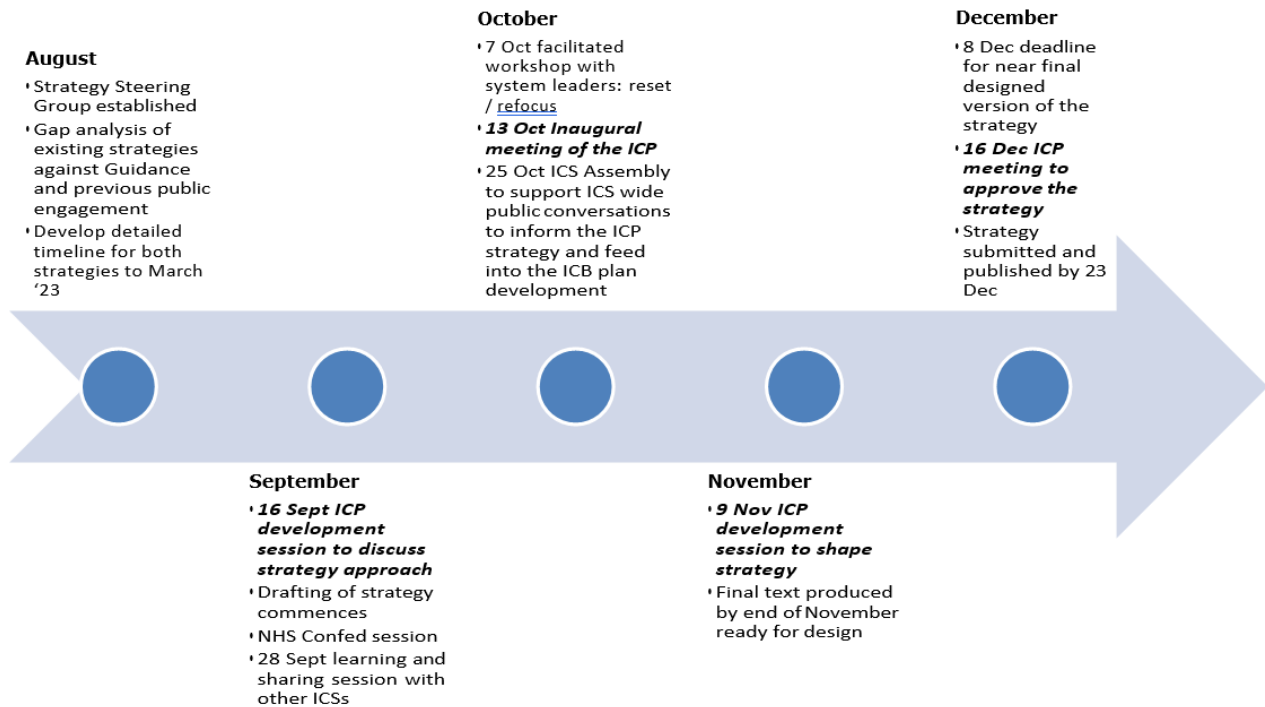 August
• Strategy Steering
Group established
• Gap analysis of
existing strategies
against Guidance
and previous public
engagement
• Develop detailed
timeline for both
strategies to March
‘23
September
• 16 Sept ICP
development
session to discuss
strategy approach
• Drafting of strategy
commences
• NHS Confed session
• 28 Sept learning and
sharing session with
other ICSs
October
• 7 Oct facilitated
workshop with
system leaders: reset
/ refocus
• 13 Oct Inaugural
meeting of the ICP
• 25 Oct ICS Assembly
to support ICS wide
public conversations
to inform the ICP
strategy and feed
into the ICB plan
development
November
• 9 Nov ICP
development
session to shape
strategy
• Final text produced
by end of November
ready for design
December
• 8 Dec deadline
for near final
designed
version of the
strategy
• 16 Dec ICP
meeting to
approve the
strategy
• Strategy
submitted and
published by 23
Dec